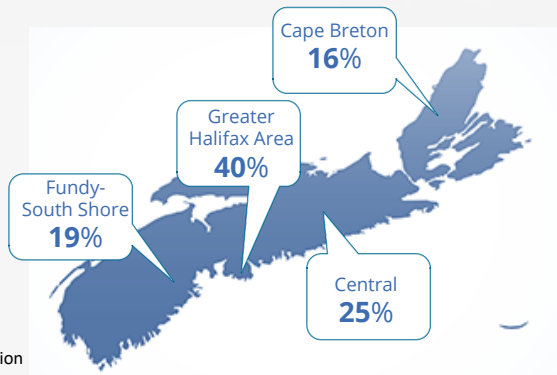 Cape Breton
16%
Greater
Halifax Area
40%
Fundy-
South Shore
19%
Central
25%
ion